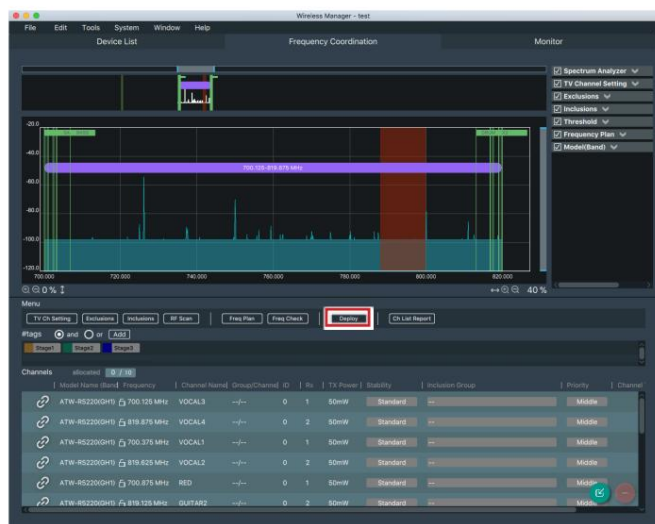 Wireless Manager - test
File Edit Tools System Window Help
Device List Frequency Coordination Monitor
Spectrum Analyzer
TV Channel Setting
Exclusions
Inclusions
Threshold
Frequency Plan
Model(Band)
-20.0
-40.0
700.125-819.875 MHz
-60.0
-80.0
-100.0
-120.0
700.000 720.000 740.000 760.000 780.000 800.000 820.000
0 % 40 %
Menu
TV Ch Setting Exclusions Inclusions RF Scan Freq Plan Freq Check Deploy Ch List Report
#tags and or Add
Stage1 Stage2 Stage3
Channels allocated 0 / 10
Model Name (Band) Frequency Channel Name Group/Channel ID Rx TX Power Stability Inclusion Group Priority Channel
ATW-R5220(GH1) 700.125 MHz VOCAL3 --/-- 0 1 50mW Standard -- Middle
ATW-R5220(GH1) 819.875 MHz VOCAL4 --/-- 0 2 50mW Standard -- Middle
ATW-R5220(GH1) 700.375 MHz VOCAL1 --/-- 0 1 50mW Standard -- Middle
ATW-R5220(GH1) 819.625 MHz VOCAL2 --/-- 0 2 50mW Standard -- Middle
ATW-R5220(GH1) 700.875 MHz RED --/-- 0 1 50mW Standard -- Middle
ATW-R5220(GH1) 819.125 MHz GUITAR2 --/-- 0 2 50mW Standard -- Middle